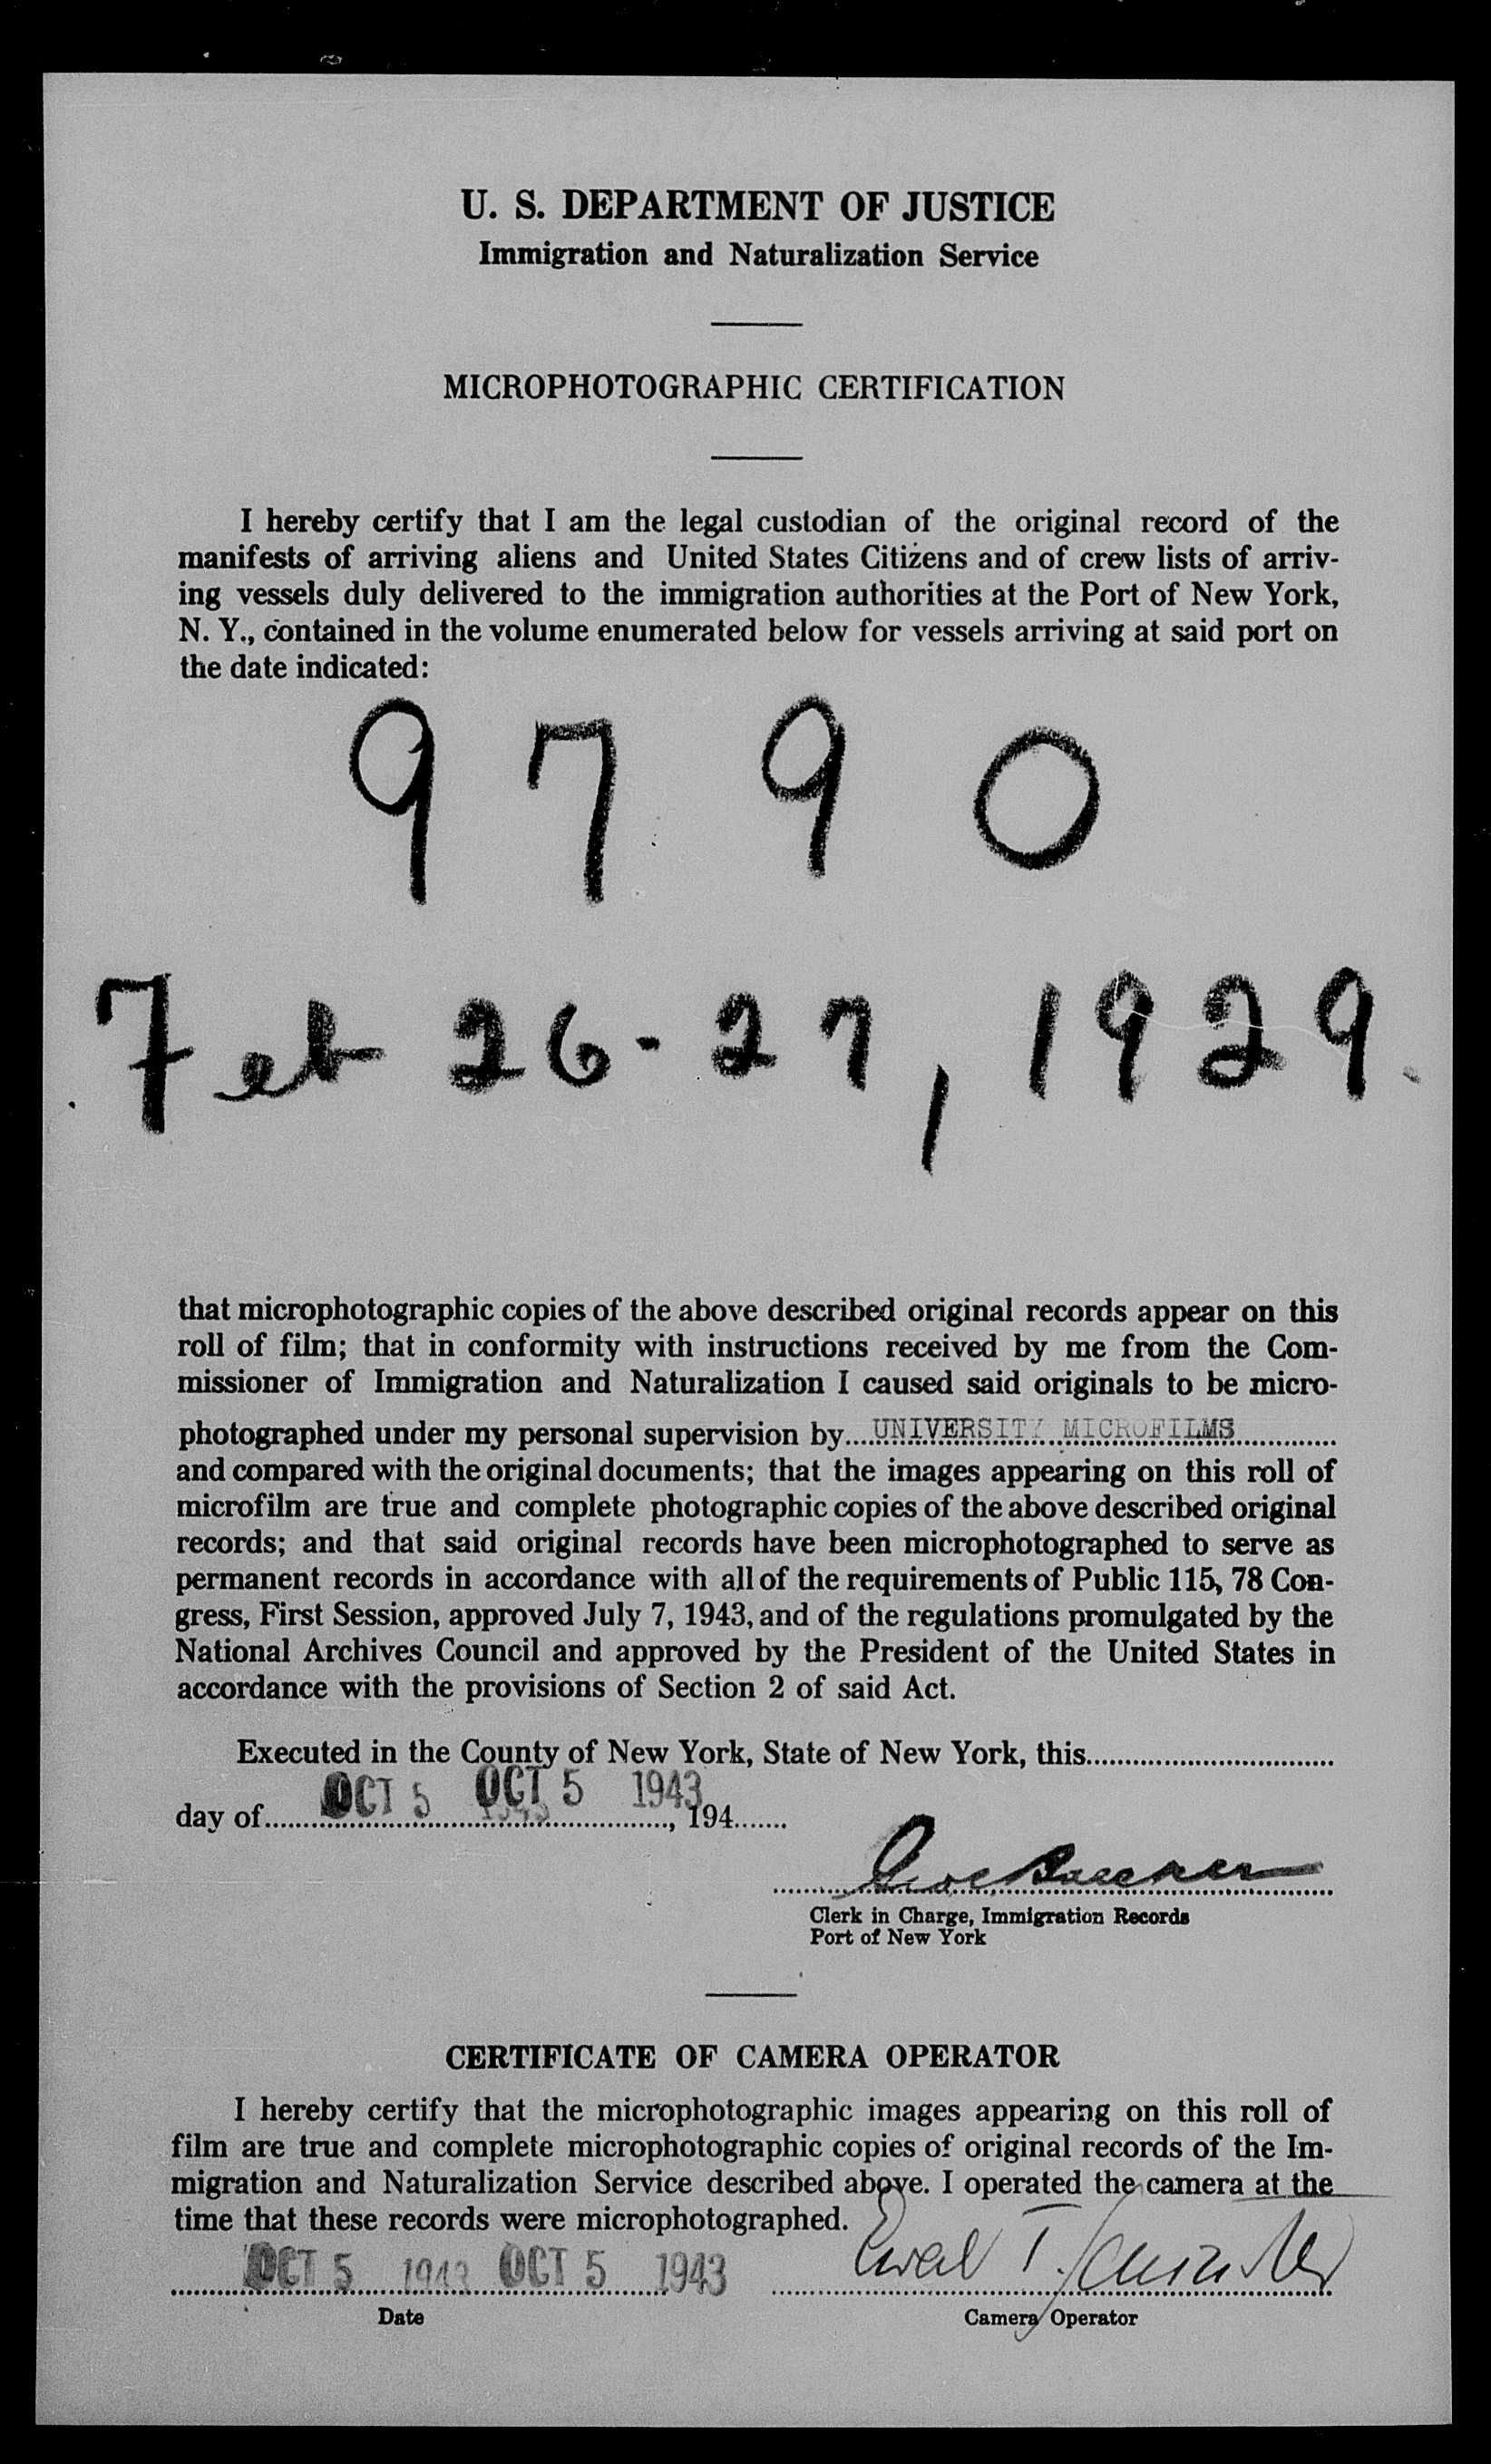 U. S. DEPARTMENT OF JUSTICE
Immigration and Naturalization Service
MICROPHOTOGRAPHIC CERTIFICATION
I hereby certify that I am the legal custodian of the original record of the
manifests of arriving aliens and United States Citizens and of crew lists of arriv-
ing vessels duly delivered to the immigration authorities at the Port of New York,
N. Y., contained in the volume enumerated below for vessels arriving at said port on
the date indicated:
9790
Feb 26-27, 1929
that microphotographic copies of the above described original records appear on this
roll of film; that in conformity with instructions received by me from the Com-
missioner of Immigration and Naturalization I caused said originals to be micro-
photographed under my personal supervision by UNIVERSITY MICROFILMS
and compared with the original documents; that the images appearing on this roll of
microfilm are true and complete photographic copies of the above described original
records; and that said original records have been microphotographed to serve as
permanent records in accordance with all of the requirements of Public 115, 78 Con-
gress, First Session, approved July 7, 1943, and of the regulations promulgated by the
National Archives Council and approved by the President of the United States in
accordance with the provisions of Section 2 of said Act.
Executed in the County of New York, State of New York, this
OCT 5 OCT 5 1943
day of , 194
Clerk in Charge, Immigration Records
Port of New York
CERTIFICATE OF CAMERA OPERATOR
I hereby certify that the microphotographic images appearing on this roll of
film are true and complete microphotographic copies of original records of the Im-
migration and Naturalization Service described above. I operated the camera at the
time that these records were microphotographed.
OCT 5 1943 OCT 5 1943
Date Camera Operator